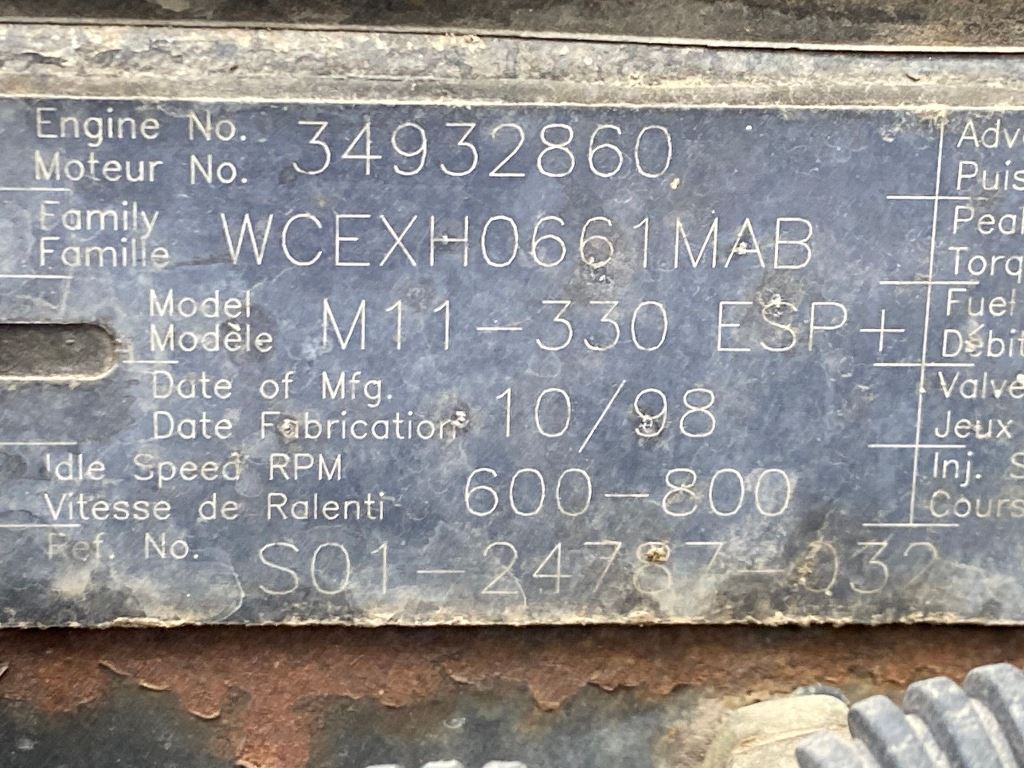 Engine No.
Moteur No. 34932860
Family
Famille WCEXH0661MAB
Model
Modèle M11-330 ESP+
Date of Mfg.
Date Fabrication 10/98
Idle Speed RPM
Vitesse de Ralenti 600-800
Ref. No. S01-24787-032
Adv
Puis
Peak
Torq
Fuel
Débit
Valve
Jeux
Inj. S
Cours